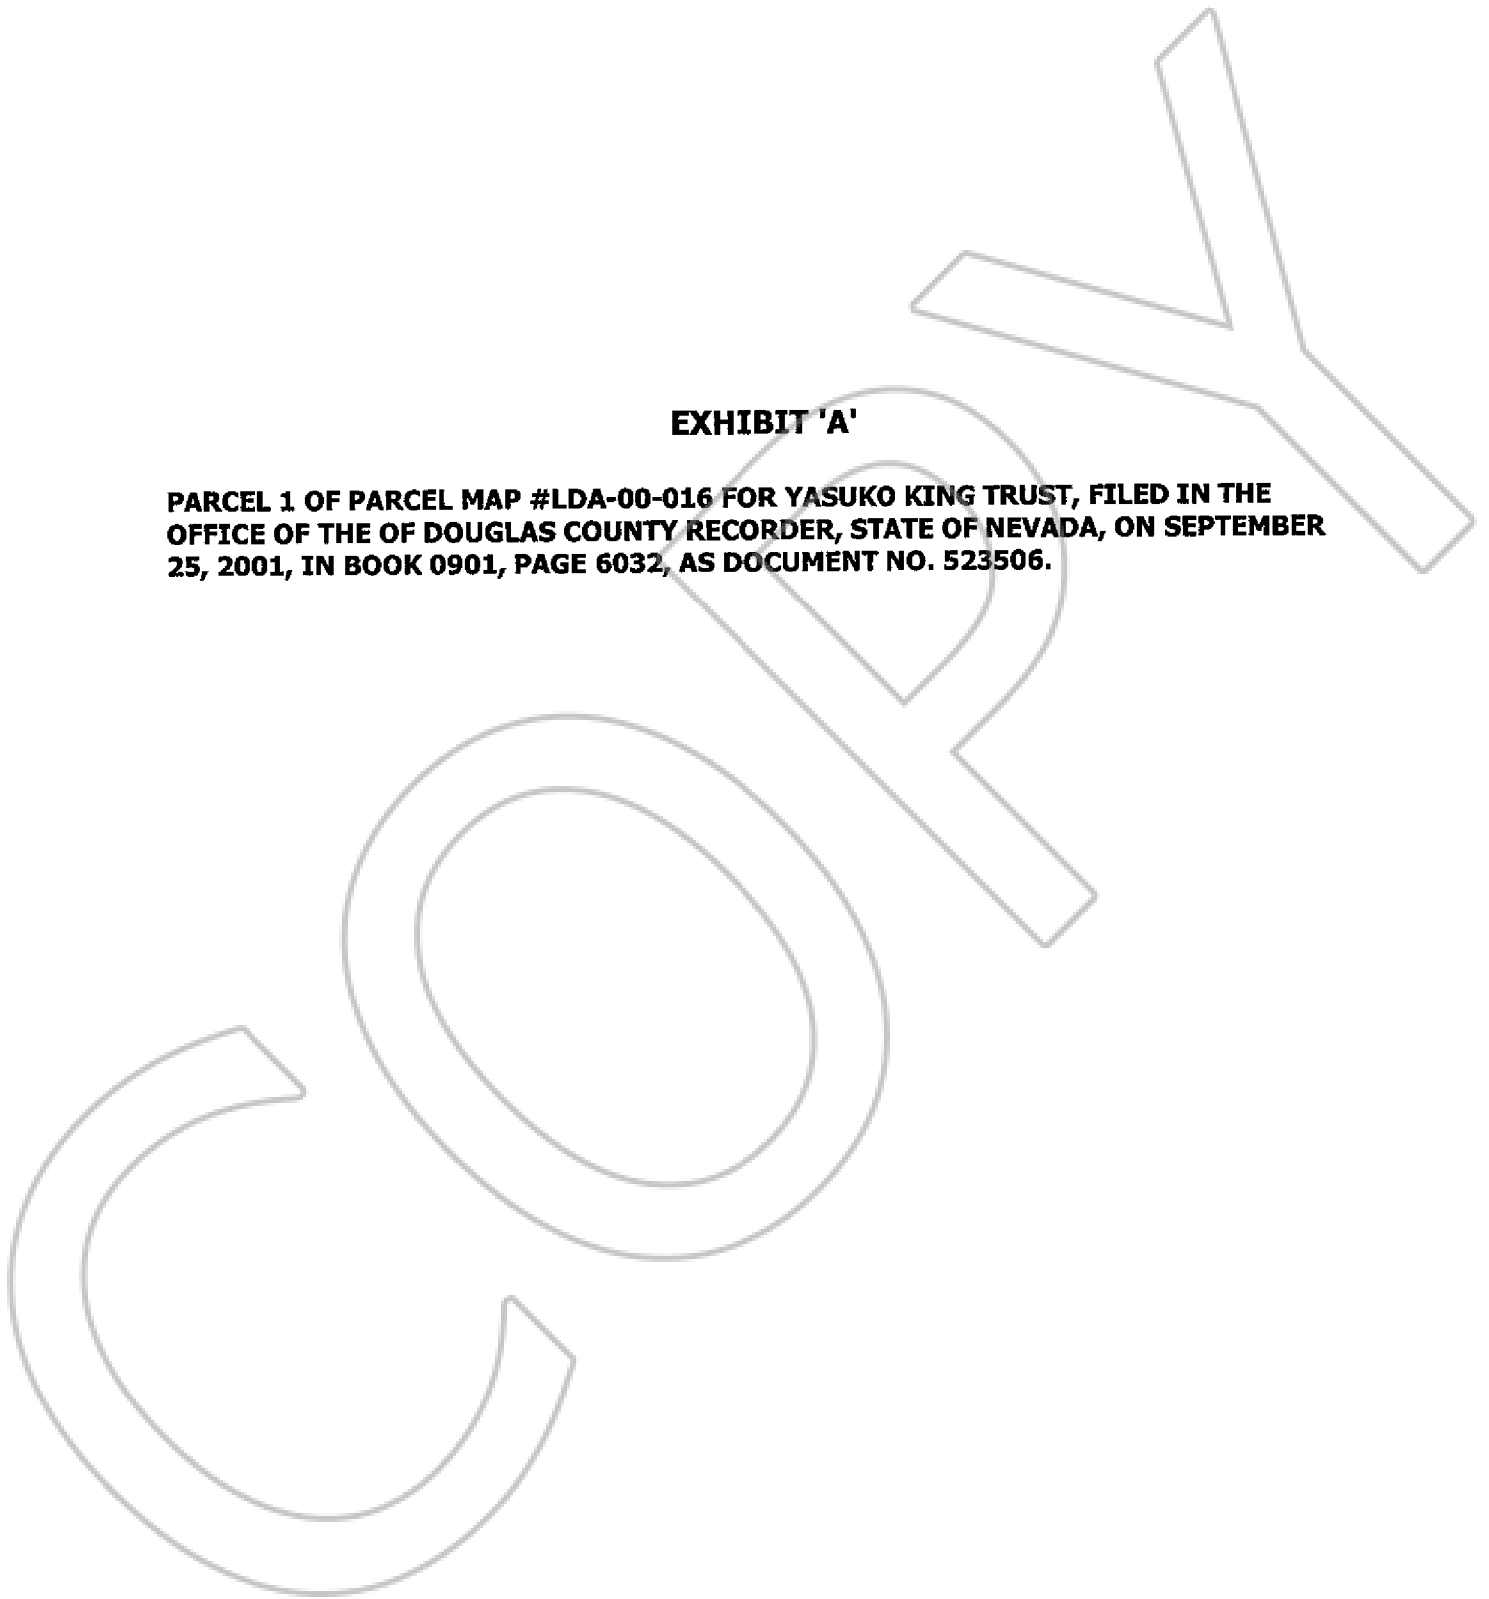 EXHIBIT 'A'
PARCEL 1 OF PARCEL MAP #LDA-00-016 FOR YASUKO KING TRUST, FILED IN THE
OFFICE OF THE OF DOUGLAS COUNTY RECORDER, STATE OF NEVADA, ON SEPTEMBER
25, 2001, IN BOOK 0901, PAGE 6032, AS DOCUMENT NO. 523506.
COPY